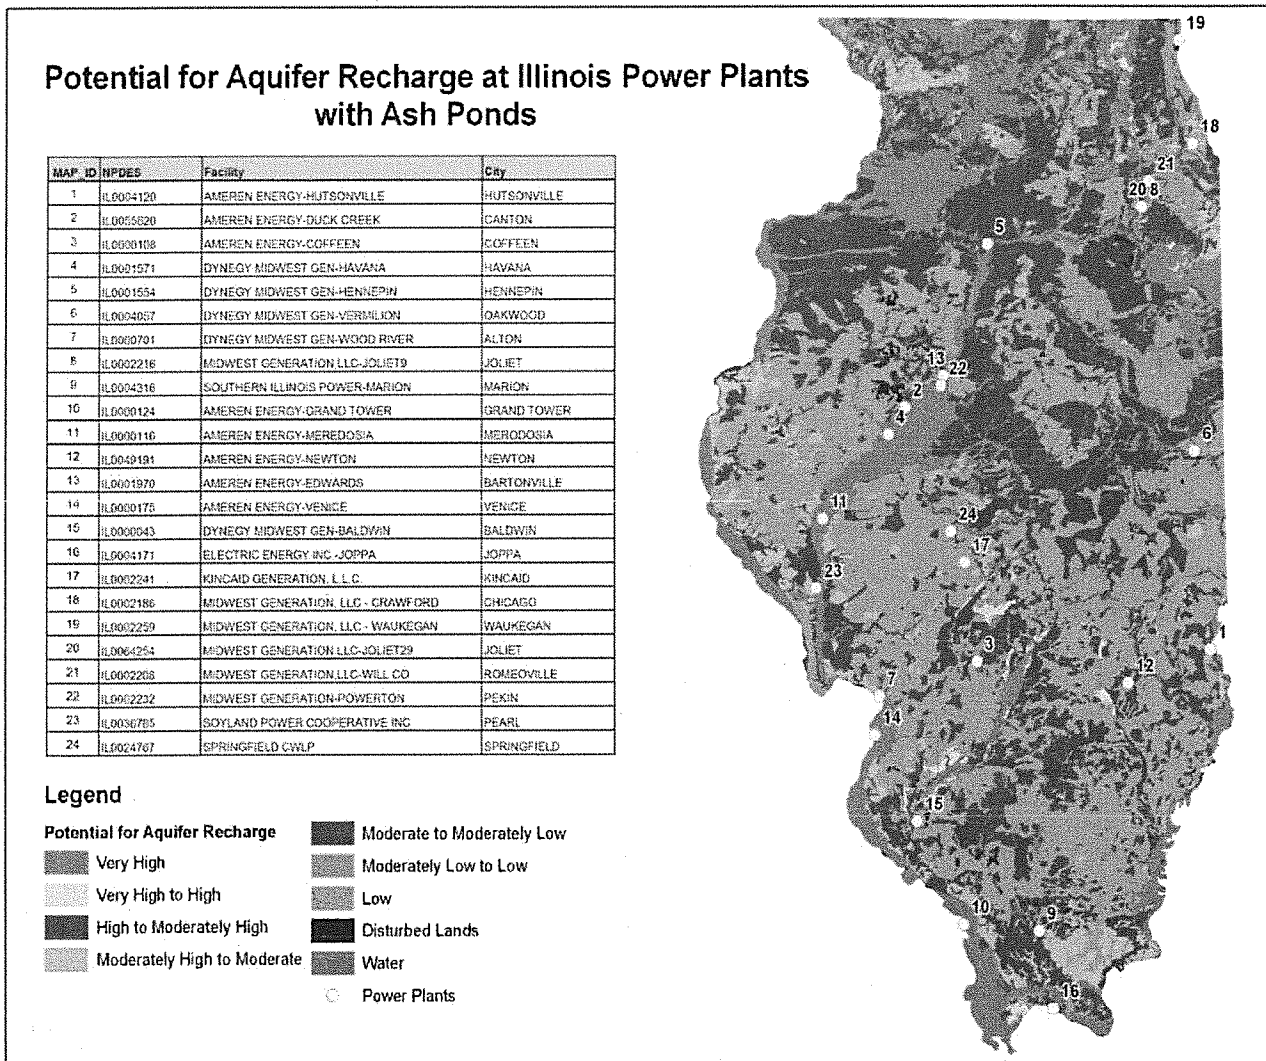 Potential for Aquifer Recharge at Illinois Power Plants
with Ash Ponds
MAP_ID NPDES Facility City
1 IL0004120 AMEREN ENERGY-HUTSONVILLE HUTSONVILLE
2 IL0055620 AMEREN ENERGY-DUCK CREEK CANTON
3 IL0000108 AMEREN ENERGY-COFFEEN COFFEEN
4 IL0001571 DYNEGY MIDWEST GEN-HAVANA HAVANA
5 IL0001554 DYNEGY MIDWEST GEN-HENNEPIN HENNEPIN
6 IL0004057 DYNEGY MIDWEST GEN-VERMILION OAKWOOD
7 IL0000701 DYNEGY MIDWEST GEN-WOOD RIVER ALTON
8 IL0002216 MIDWEST GENERATION LLC-JOLIET9 JOLIET
9 IL0004316 SOUTHERN ILLINOIS POWER-MARION MARION
10 IL0000124 AMEREN ENERGY-GRAND TOWER GRAND TOWER
11 IL0000116 AMEREN ENERGY-MEREDOSIA MERODOSIA
12 IL0049191 AMEREN ENERGY-NEWTON NEWTON
13 IL0001970 AMEREN ENERGY-EDWARDS BARTONVILLE
14 IL0000175 AMEREN ENERGY-VENICE VENICE
15 IL0000043 DYNEGY MIDWEST GEN-BALDWIN BALDWIN
16 IL0004171 ELECTRIC ENERGY INC -JOPPA JOPPA
17 IL0002241 KINCAID GENERATION, L.L.C. KINCAID
18 IL0002186 MIDWEST GENERATION, LLC - CRAWFORD CHICAGO
19 IL0002259 MIDWEST GENERATION, LLC - WAUKEGAN WAUKEGAN
20 IL0064254 MIDWEST GENERATION LLC-JOLIET29 JOLIET
21 IL0002208 MIDWEST GENERATION,LLC-WILL CO ROMEOVILLE
22 IL0002232 MIDWEST GENERATION-POWERTON PEKIN
23 IL0036765 SOYLAND POWER COOPERATIVE INC PEARL
24 IL0024767 SPRINGFIELD CWLP SPRINGFIELD
Legend
Potential for Aquifer Recharge
Very High
Very High to High
High to Moderately High
Moderately High to Moderate
Moderate to Moderately Low
Moderately Low to Low
Low
Disturbed Lands
Water
Power Plants
19
18
21
20 8
5
13
22
2
4
6
11
24
17
23
1
3
12
7
14
15
10
9
16